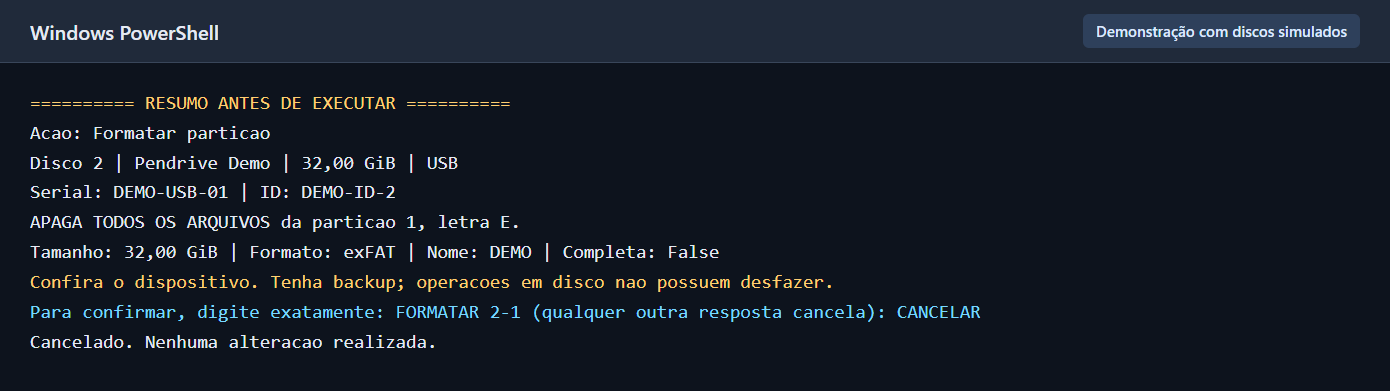 Windows PowerShell
Demonstração com discos simulados
========== RESUMO ANTES DE EXECUTAR ==========
Acao: Formatar particao
Disco 2 | Pendrive Demo | 32,00 GiB | USB
Serial: DEMO-USB-01 | ID: DEMO-ID-2
APAGA TODOS OS ARQUIVOS da particao 1, letra E.
Tamanho: 32,00 GiB | Formato: exFAT | Nome: DEMO | Completa: False
Confira o dispositivo. Tenha backup; operacoes em disco nao possuem desfazer.
Para confirmar, digite exatamente: FORMATAR 2-1 (qualquer outra resposta cancela): CANCELAR
Cancelado. Nenhuma alteracao realizada.